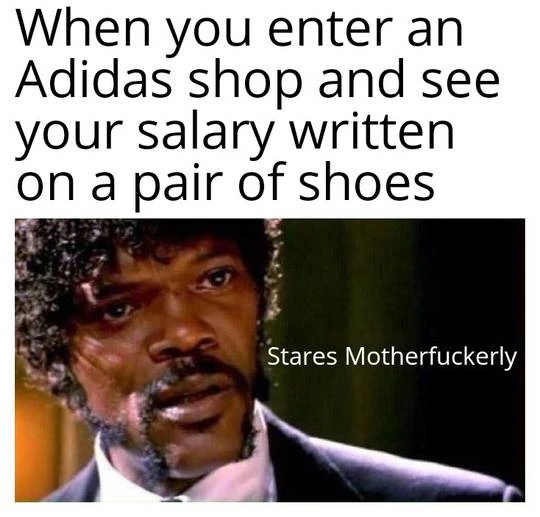 When you enter an
Adidas shop and see
your salary written
on a pair of shoes
Stares Motherfuckerly